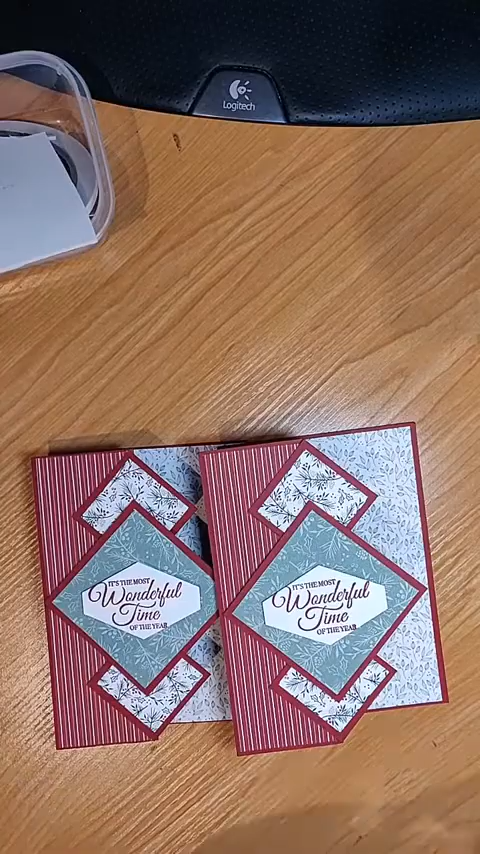 Logitech
IT'S THE MOST
Wonderful
Time
OF THE YEAR
IT'S THE MOST
Wonderful
Time
OF THE YEAR